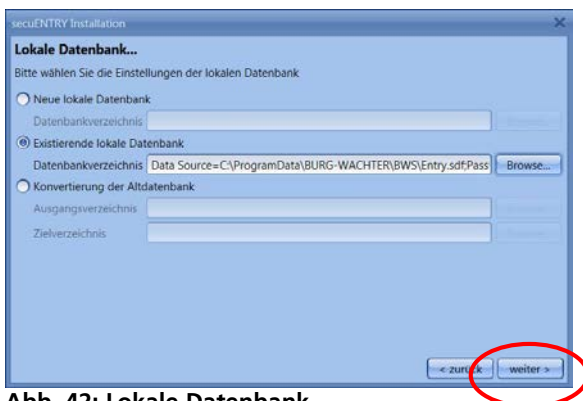 secuENTRY Installation
Lokale Datenbank...
Bitte wählen Sie die Einstellungen der lokalen Datenbank
Neue lokale Datenbank
Datenbankverzeichnis
Existierende lokale Datenbank
Datenbankverzeichnis Data Source=C:\ProgramData\BURG-WACHTER\BWS\Entry.sdf;Pass Browse...
Konvertierung der Altdatenbank
Ausgangsverzeichnis
Zielverzeichnis
< zurück weiter >
Abb. 42: Lokale Datenbank